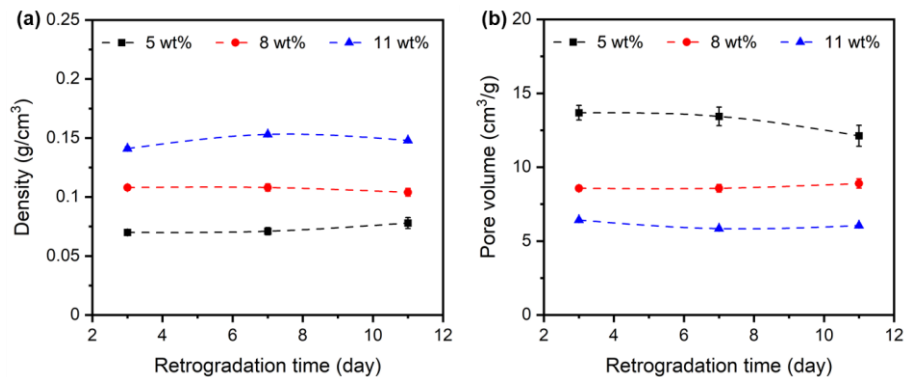 (a)
5 wt% 8 wt% 11 wt%
0.25
0.2
0.15
0.1
0.05
0
2 4 6 8 10 12
Density (g/cm³)
Retrogradation time (day)
(b)
5 wt% 8 wt% 11 wt%
20
15
10
5
0
2 4 6 8 10 12
Pore volume (cm³/g)
Retrogradation time (day)